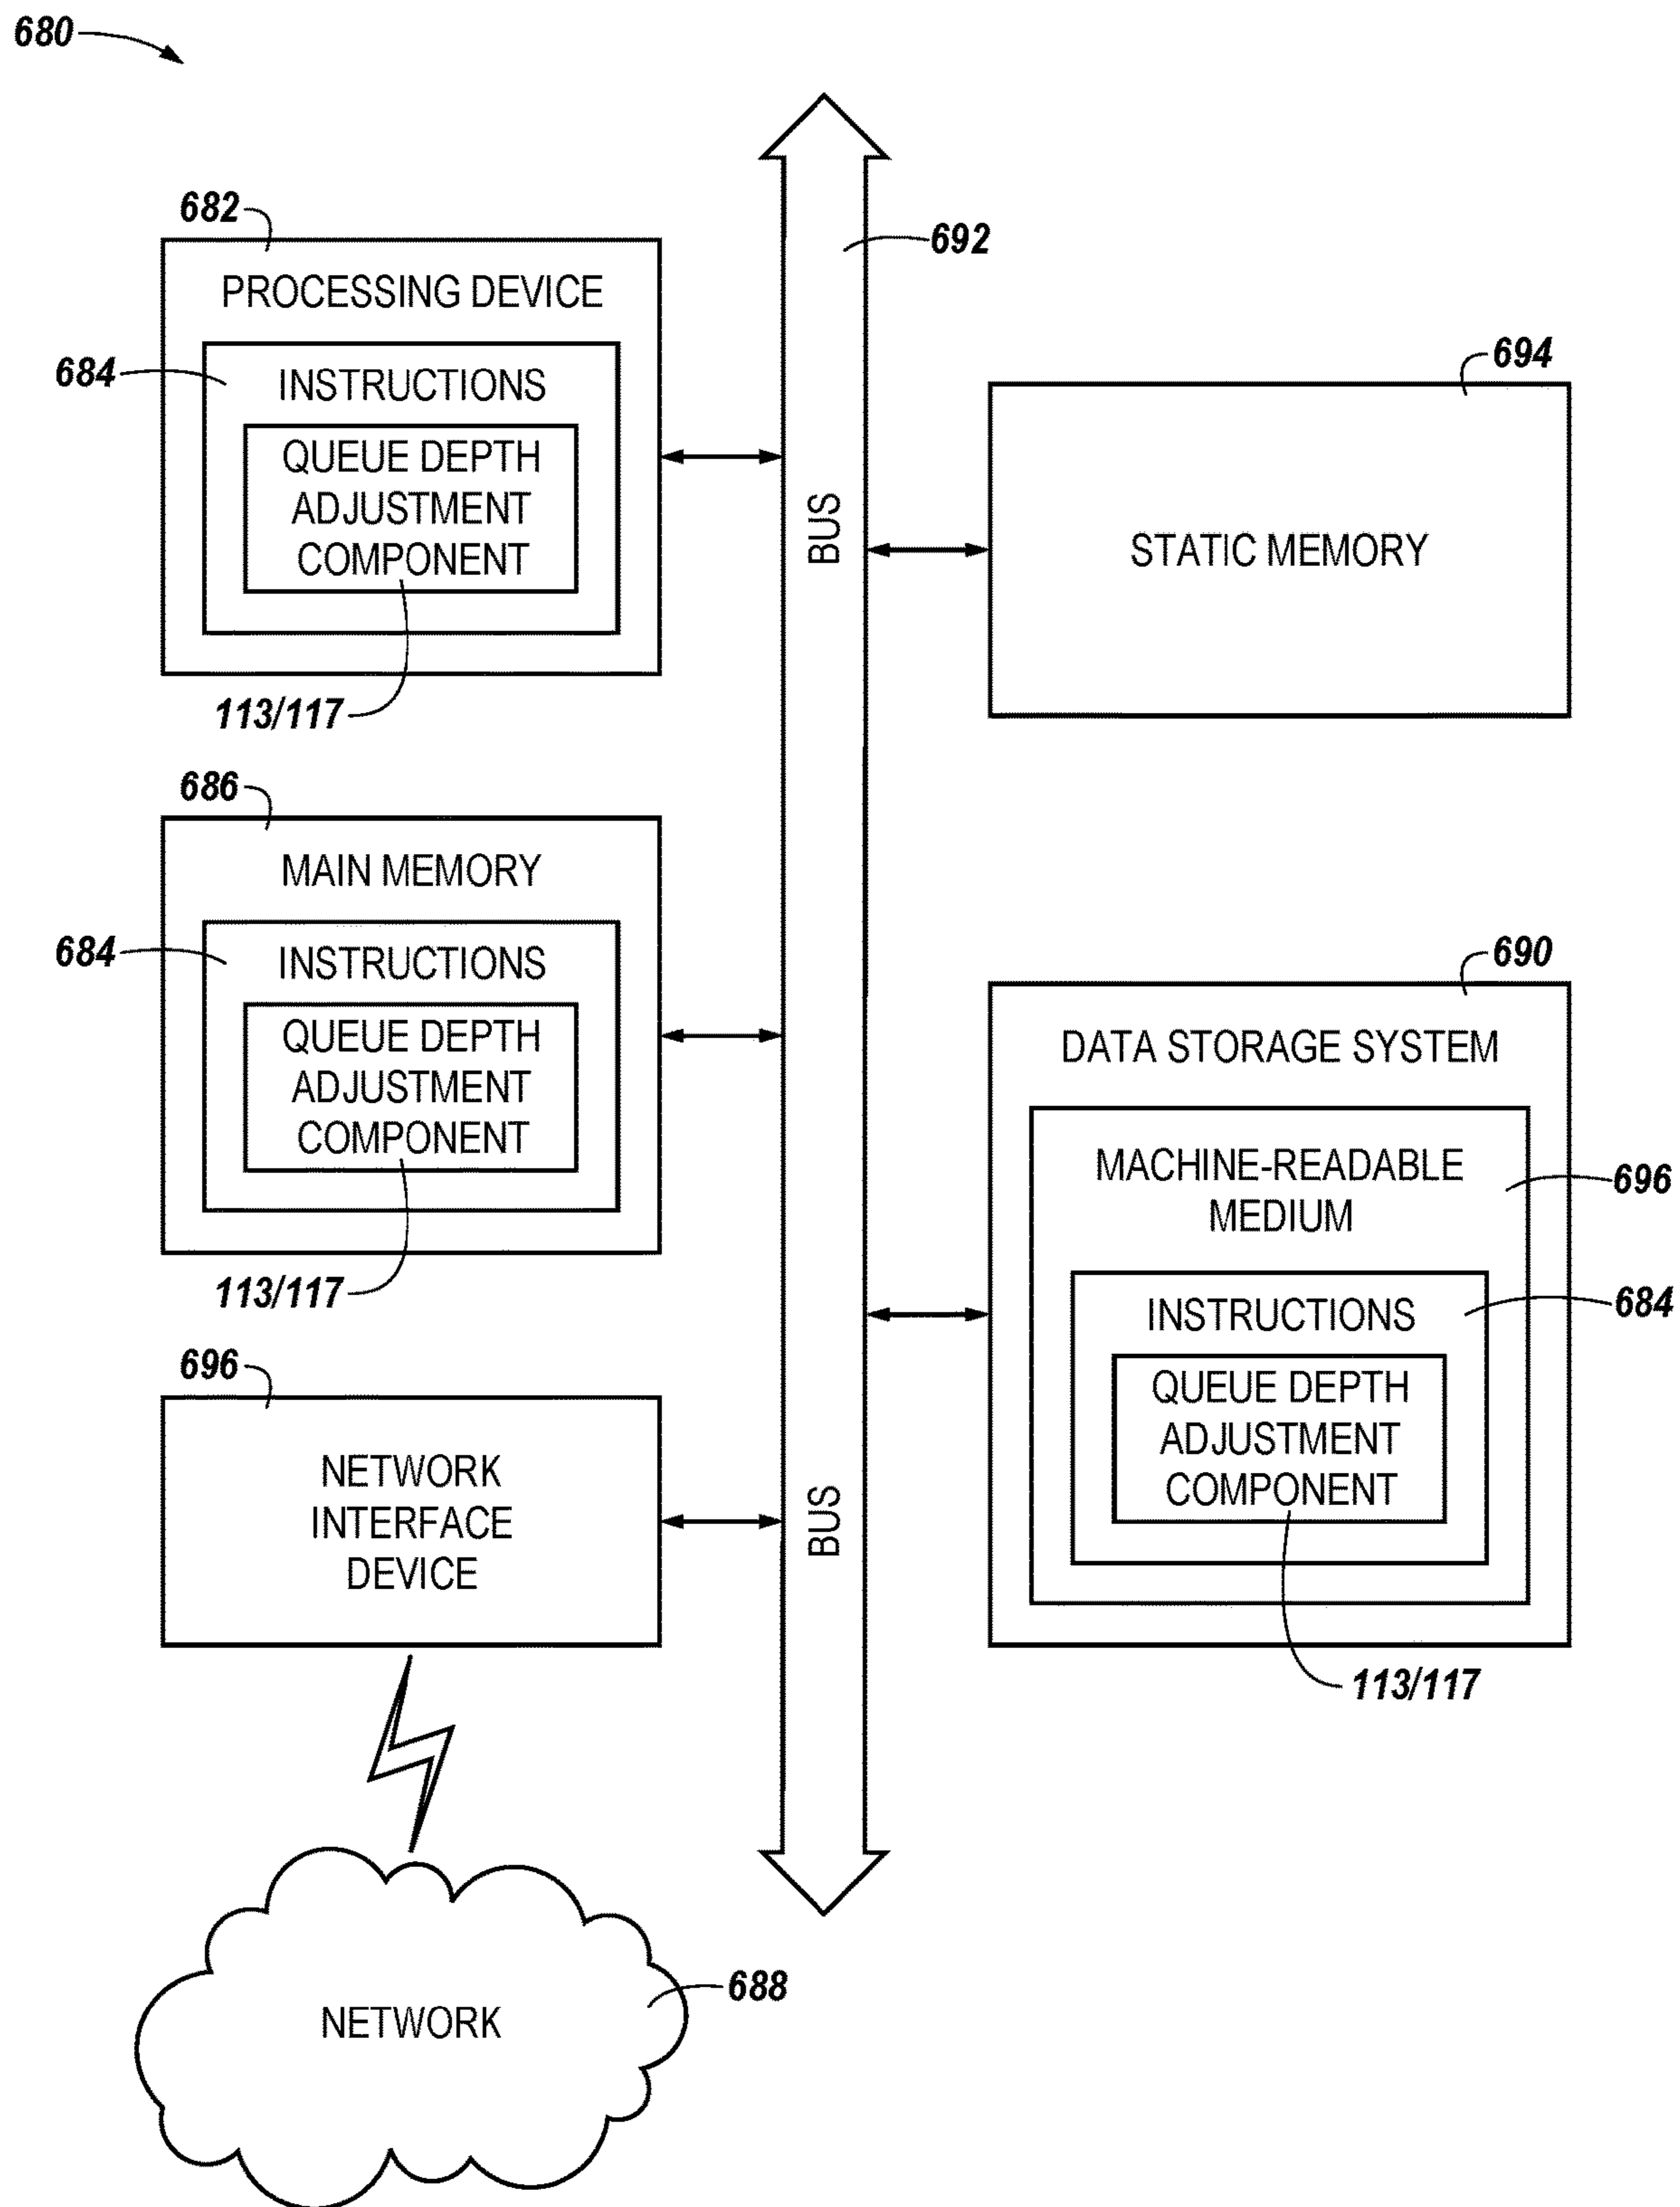 680
682
PROCESSING DEVICE
684
INSTRUCTIONS
QUEUE DEPTH
ADJUSTMENT
COMPONENT
113/117
686
MAIN MEMORY
684
INSTRUCTIONS
QUEUE DEPTH
ADJUSTMENT
COMPONENT
113/117
696
NETWORK
INTERFACE
DEVICE
NETWORK
688
692
BUS
BUS
694
STATIC MEMORY
690
DATA STORAGE SYSTEM
MACHINE-READABLE
MEDIUM
696
INSTRUCTIONS
684
QUEUE DEPTH
ADJUSTMENT
COMPONENT
113/117